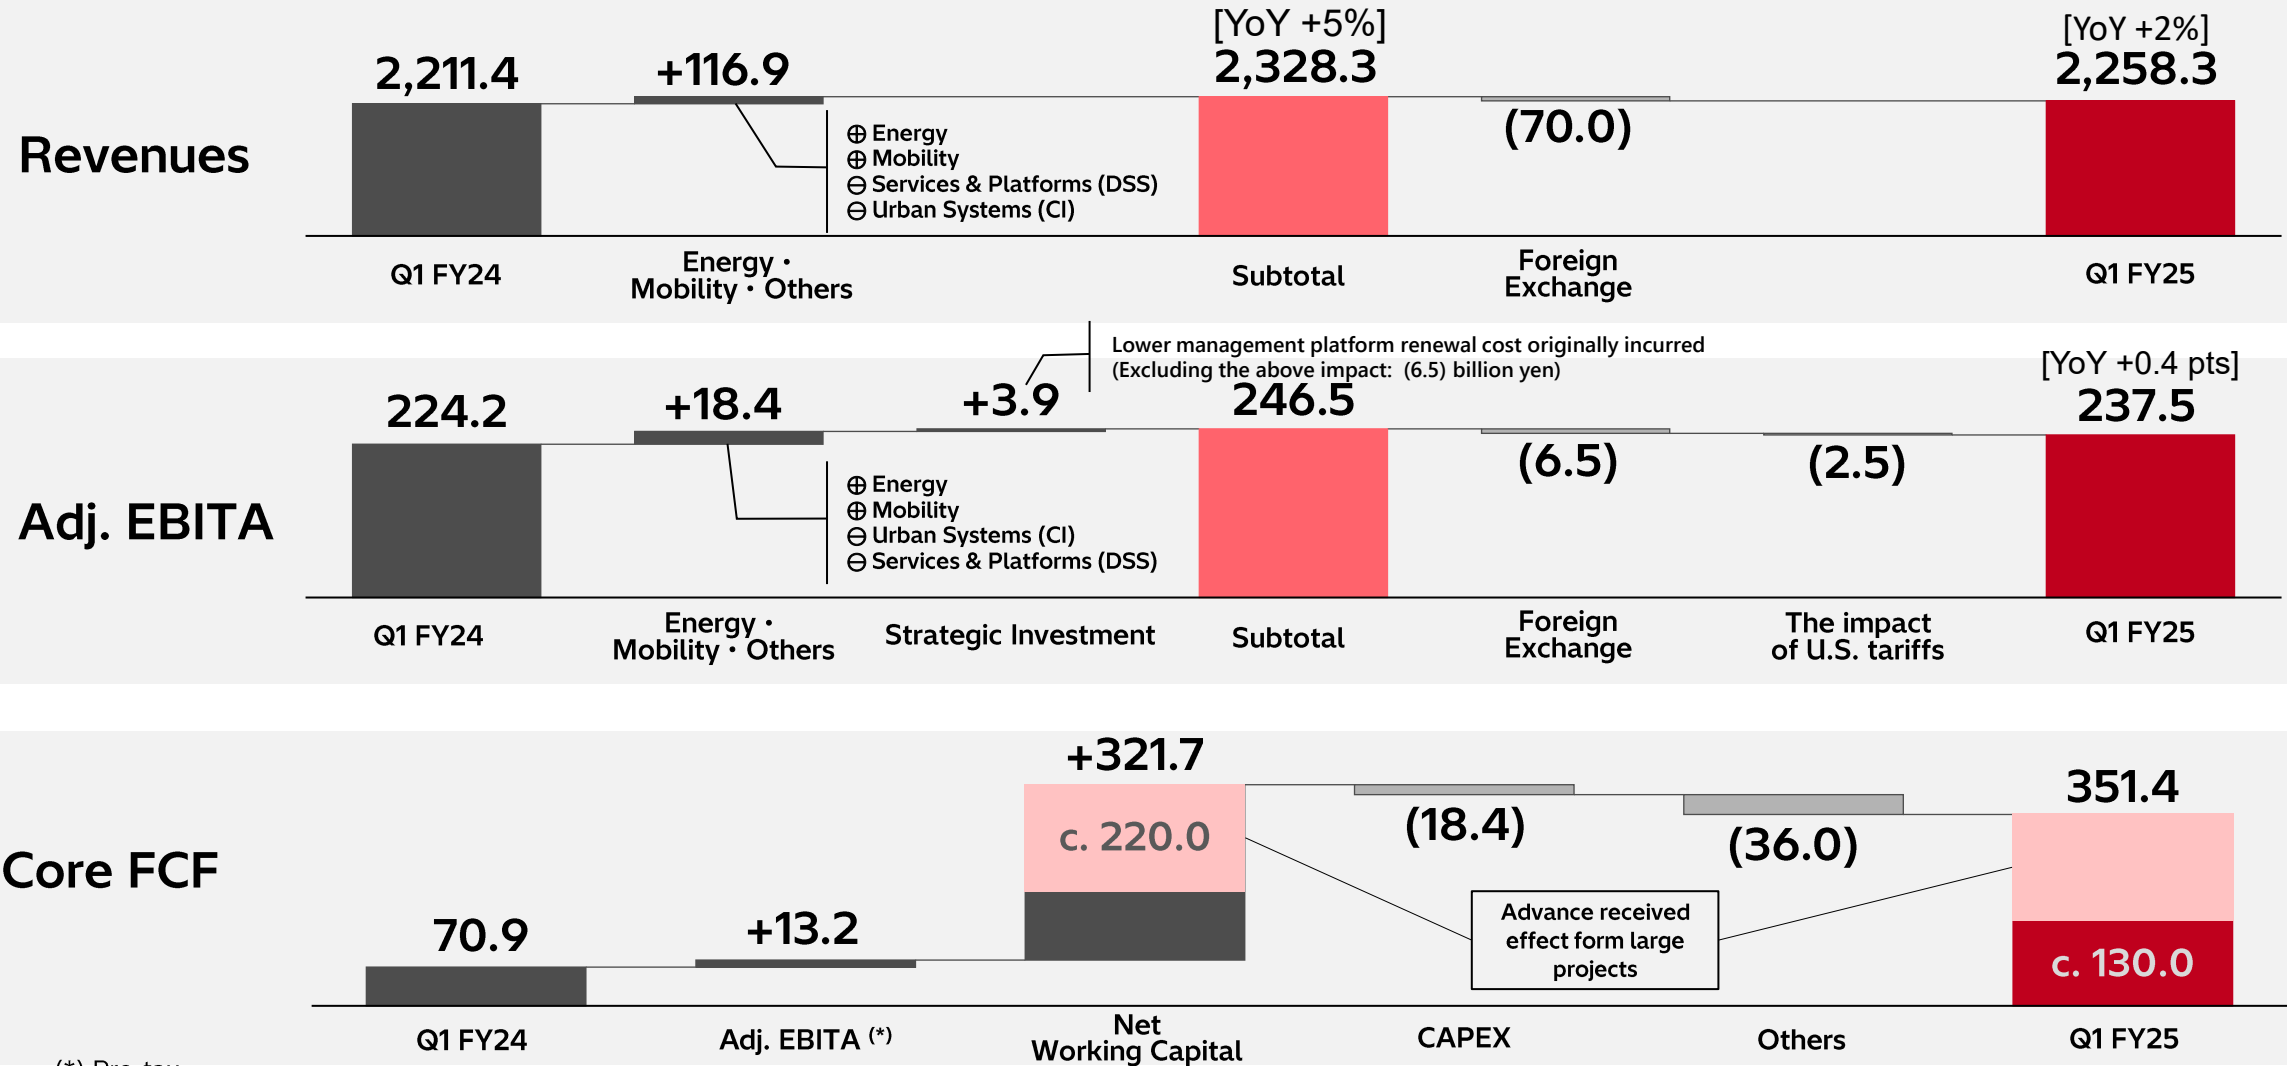 [YoY +5%]
[YoY +2%]
2,211.4
+116.9
2,328.3
(70.0)
2,258.3
Revenues
⊕ Energy
⊕ Mobility
⊖ Services & Platforms (DSS)
⊖ Urban Systems (CI)
Q1 FY24
Energy・
Mobility・Others
Subtotal
Foreign
Exchange
Q1 FY25
Lower management platform renewal cost originally incurred
(Excluding the above impact: (6.5) billion yen)
[YoY +0.4 pts]
224.2
+18.4
+3.9
246.5
(6.5)
(2.5)
237.5
Adj. EBITA
⊕ Energy
⊕ Mobility
⊖ Urban Systems (CI)
⊖ Services & Platforms (DSS)
Q1 FY24
Energy・
Mobility・Others
Strategic Investment
Subtotal
Foreign
Exchange
The impact
of U.S. tariffs
Q1 FY25
Core FCF
70.9
+13.2
+321.7
c. 220.0
(18.4)
(36.0)
351.4
c. 130.0
Advance received
effect form large
projects
Q1 FY24
Adj. EBITA (*)
Net
Working Capital
CAPEX
Others
Q1 FY25